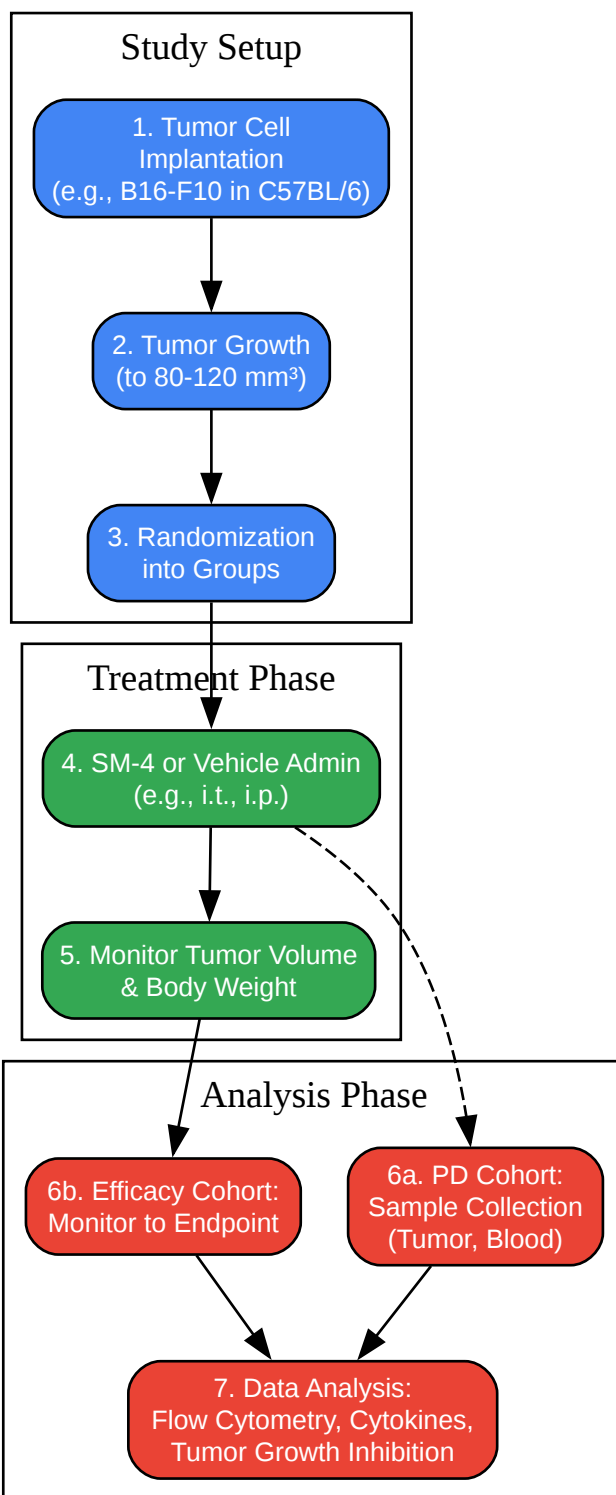 Study Setup
1. Tumor Cell
Implantation
(e.g., B16-F10 in C57BL/6)
2. Tumor Growth
(to 80-120 mm³)
3. Randomization
into Groups
Treatment Phase
4. SM-4 or Vehicle Admin
(e.g., i.t., i.p.)
5. Monitor Tumor Volume
& Body Weight
Analysis Phase
6b. Efficacy Cohort:
Monitor to Endpoint
6a. PD Cohort:
Sample Collection
(Tumor, Blood)
7. Data Analysis:
Flow Cytometry, Cytokines,
Tumor Growth Inhibition